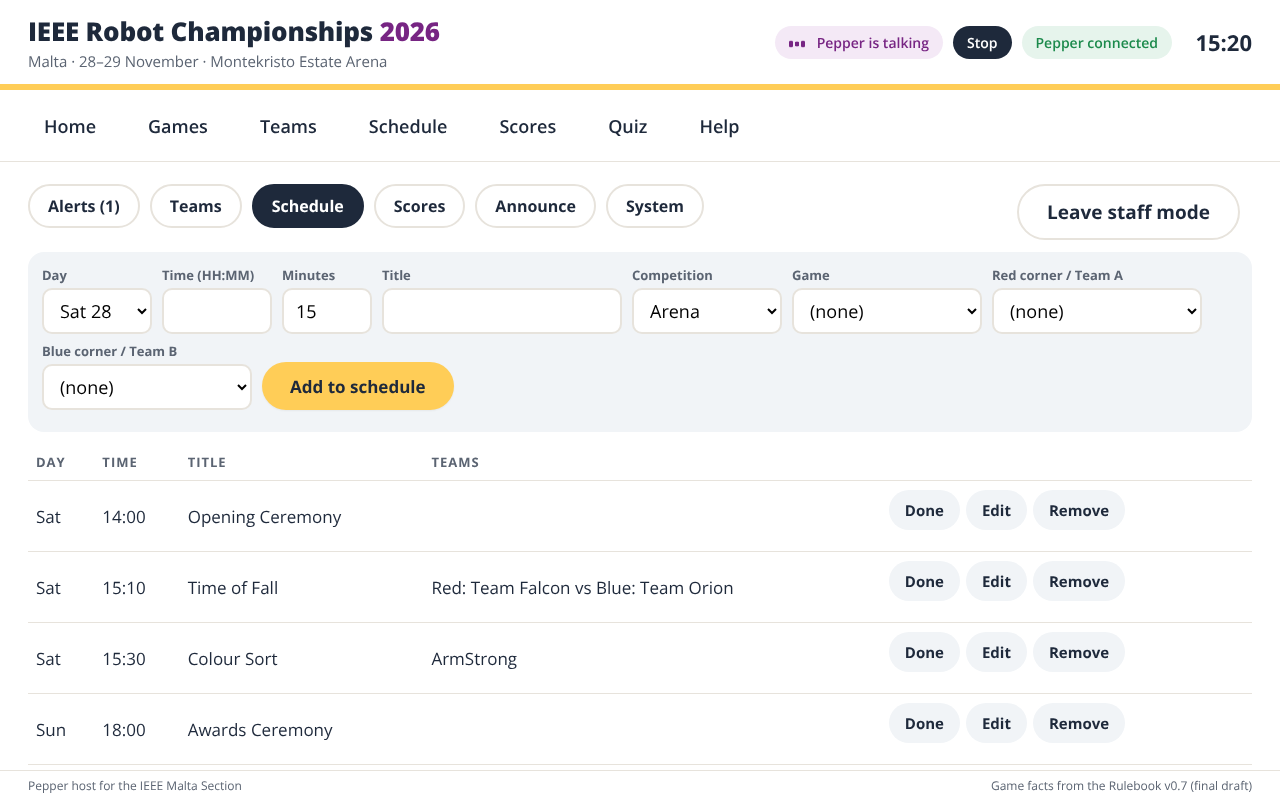 IEEE Robot Championships 2026
Malta · 28–29 November · Montekristo Estate Arena
Pepper is talking
Stop
Pepper connected
15:20
Home Games Teams Schedule Scores Quiz Help
Alerts (1) Teams Schedule Scores Announce System
Leave staff mode
Day Time (HH:MM) Minutes Title Competition Game Red corner / Team A
Sat 28 15 Arena (none) (none)
Blue corner / Team B
(none) Add to schedule
DAY TIME TITLE TEAMS
Sat 14:00 Opening Ceremony Done Edit Remove
Sat 15:10 Time of Fall Red: Team Falcon vs Blue: Team Orion Done Edit Remove
Sat 15:30 Colour Sort ArmStrong Done Edit Remove
Sun 18:00 Awards Ceremony Done Edit Remove
Pepper host for the IEEE Malta Section
Game facts from the Rulebook v0.7 (final draft)